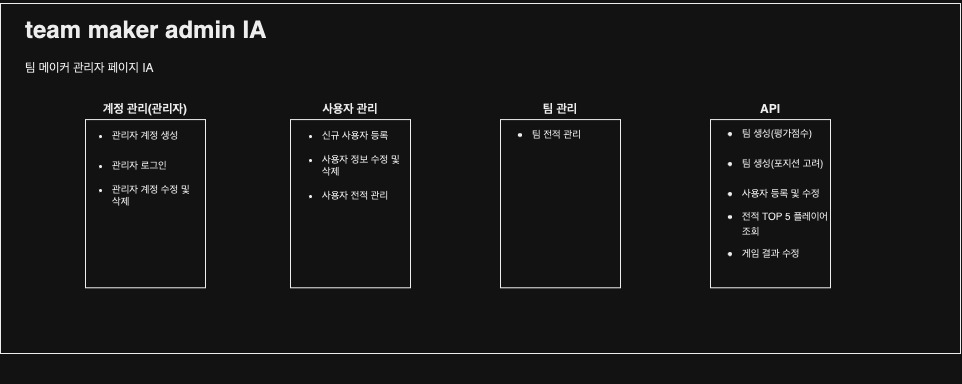 team maker admin IA
팀 메이커 관리자 페이지 IA
계정 관리(관리자)
관리자 계정 생성
관리자 로그인
관리자 계정 수정 및
삭제
사용자 관리
신규 사용자 등록
사용자 정보 수정 및
삭제
사용자 전적 관리
팀 관리
팀 전적 관리
API
팀 생성(평가점수)
팀 생성(포지션 고려)
사용자 등록 및 수정
전적 TOP 5 플레이어
조회
게임 결과 수정